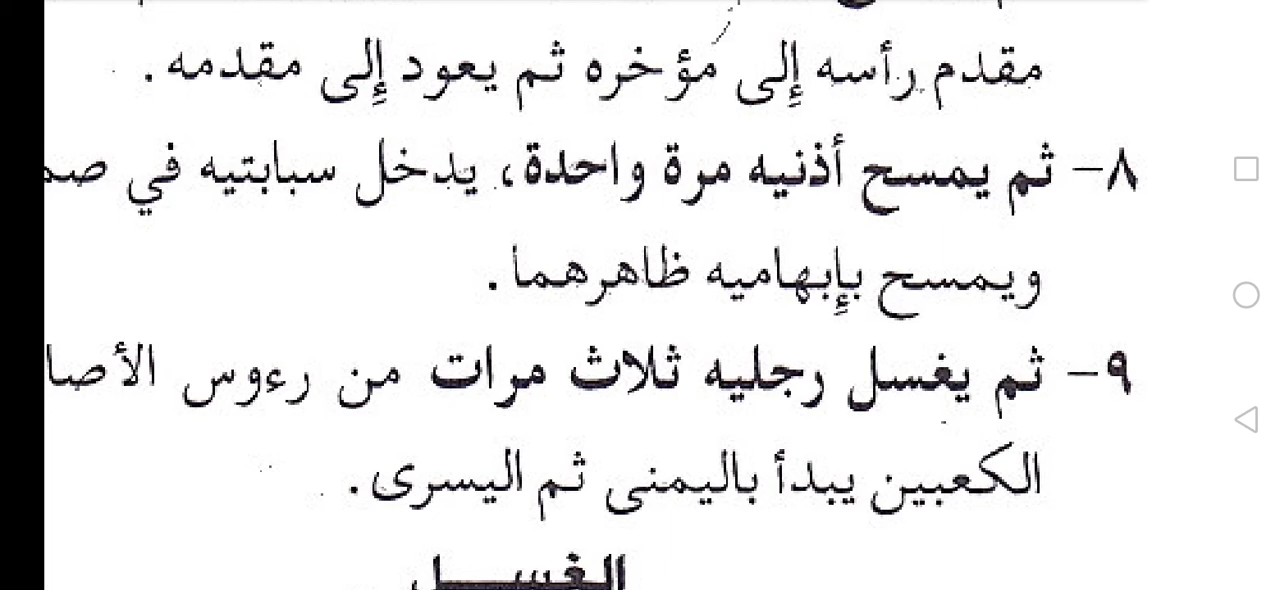 مقدم رأسه إلى مؤخره ثم يعود إلى مقدمه .
٨- ثم يمسح أذنيه مرة واحدة، يدخل سبابتيه في
ويمسح بإبهاميه ظاهرهما .
٩- ثم يغسل رجليه ثلاث مرات من رءوس
الكعبين يبدأ باليمنى ثم اليسرى .
الغسل